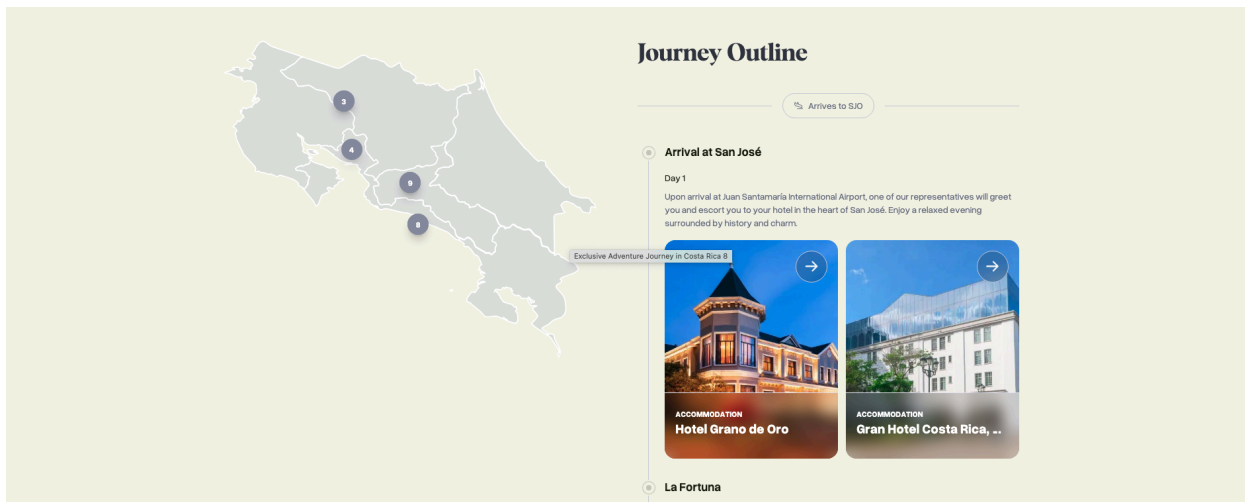 Journey Outline
Arrives to SJO
3
4
9
8
Arrival at San José
Day 1
Upon arrival at Juan Santamaría International Airport, one of our representatives will greet
you and escort you to your hotel in the heart of San José. Enjoy a relaxed evening
surrounded by history and charm.
Exclusive Adventure Journey in Costa Rica 8
ACCOMMODATION
Hotel Grano de Oro
ACCOMMODATION
Gran Hotel Costa Rica, ...
La Fortuna